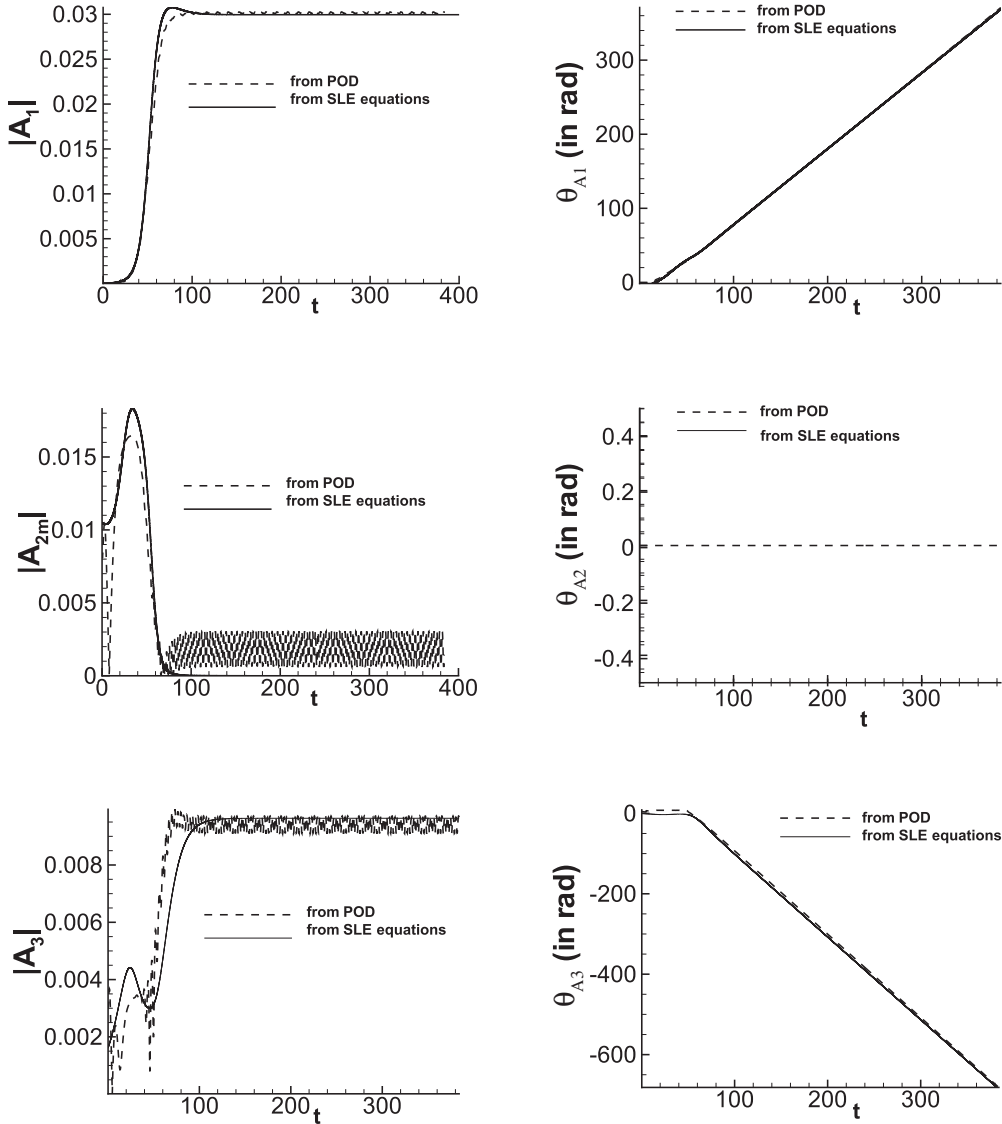 0.03
0.025
0.02
0.015
0.01
0.005
0
100
200
300
400
|A1|
t
from POD
from SLE equations
300
200
100
0
100
200
300
θA1 (in rad)
t
from POD
from SLE equations
0.015
0.01
0.005
0
0
100
200
300
400
|A2m|
t
from POD
from SLE equations
0.4
0.2
0
-0.2
-0.4
100
200
300
θA2 (in rad)
t
from POD
from SLE equations
0.008
0.006
0.004
0.002
100
200
300
|A3|
t
from POD
from SLE equations
0
-200
-400
-600
100
200
300
θA3 (in rad)
t
from POD
from SLE equations